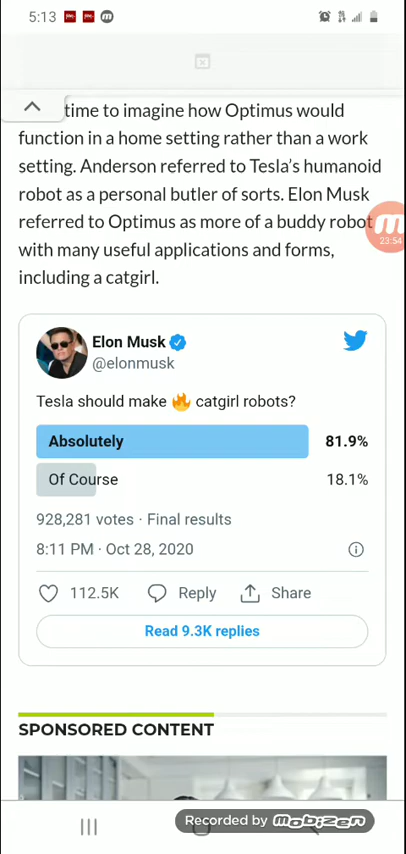 5:13
time to imagine how Optimus would
function in a home setting rather than a work
setting. Anderson referred to Tesla's humanoid
robot as a personal butler of sorts. Elon Musk
referred to Optimus as more of a buddy robot
with many useful applications and forms,
including a catgirl.
23:54
Elon Musk
@elonmusk
Tesla should make 🔥 catgirl robots?
Absolutely 81.9%
Of Course 18.1%
928,281 votes · Final results
8:11 PM · Oct 28, 2020
112.5K Reply Share
Read 9.3K replies
SPONSORED CONTENT
Recorded by mobizen